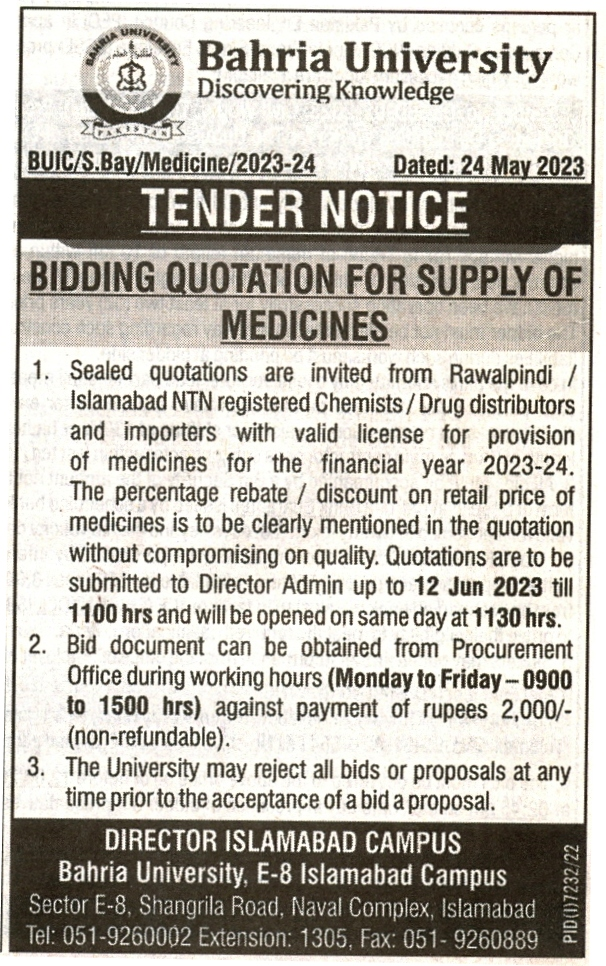 BAHRIA UNIVERSITY
PAKISTAN
Bahria University
Discovering Knowledge
BUIC/S.Bay/Medicine/2023-24 Dated: 24 May 2023
TENDER NOTICE
BIDDING QUOTATION FOR SUPPLY OF
MEDICINES
1. Sealed quotations are invited from Rawalpindi /
Islamabad NTN registered Chemists / Drug distributors
and importers with valid license for provision
of medicines for the financial year 2023-24.
The percentage rebate / discount on retail price of
medicines is to be clearly mentioned in the quotation
without compromising on quality. Quotations are to be
submitted to Director Admin up to 12 Jun 2023 till
1100 hrs and will be opened on same day at 1130 hrs.
2. Bid document can be obtained from Procurement
Office during working hours (Monday to Friday – 0900
to 1500 hrs) against payment of rupees 2,000/-
(non-refundable).
3. The University may reject all bids or proposals at any
time prior to the acceptance of a bid a proposal.
DIRECTOR ISLAMABAD CAMPUS
Bahria University, E-8 Islamabad Campus
Sector E-8, Shangrila Road, Naval Complex, Islamabad
Tel: 051-9260002 Extension: 1305, Fax: 051- 9260889
PID(I)7232/22